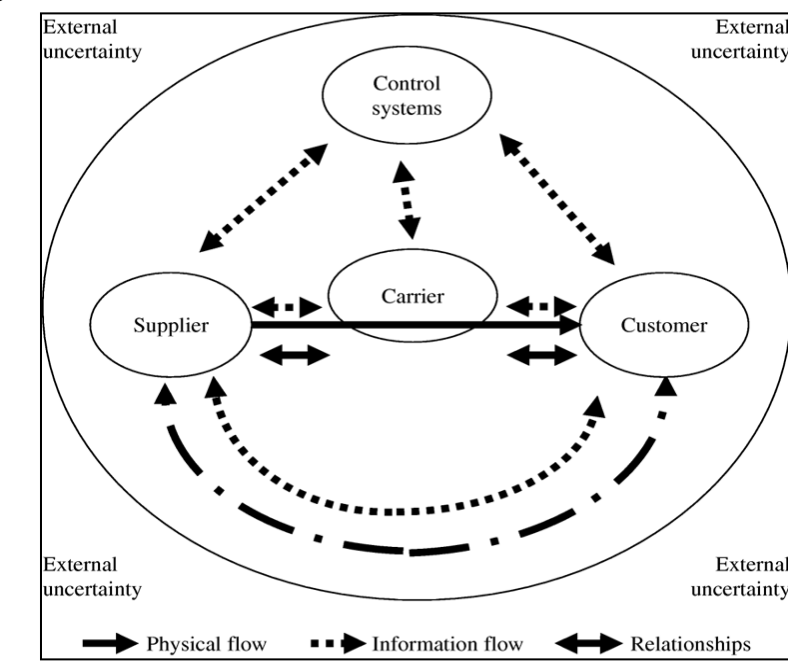 External
uncertainty
External
uncertainty
Control
systems
Carrier
Supplier
Customer
External
uncertainty
External
uncertainty
Physical flow
Information flow
Relationships